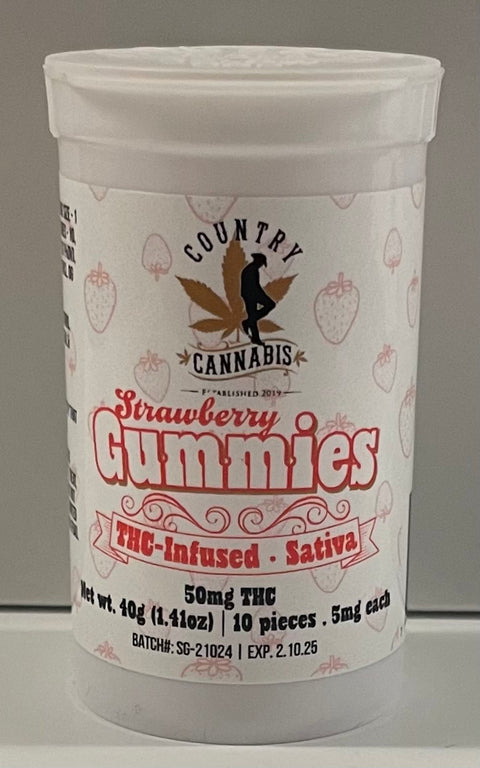 COUNTRY
CANNABIS
ESTABLISHED 2019
Strawberry
Gummies
THC-Infused · Sativa
50mg THC
Net wt. 40g (1.41oz) | 10 pieces . 5mg each
BATCH#: SG-21024 | EXP. 2.10.25